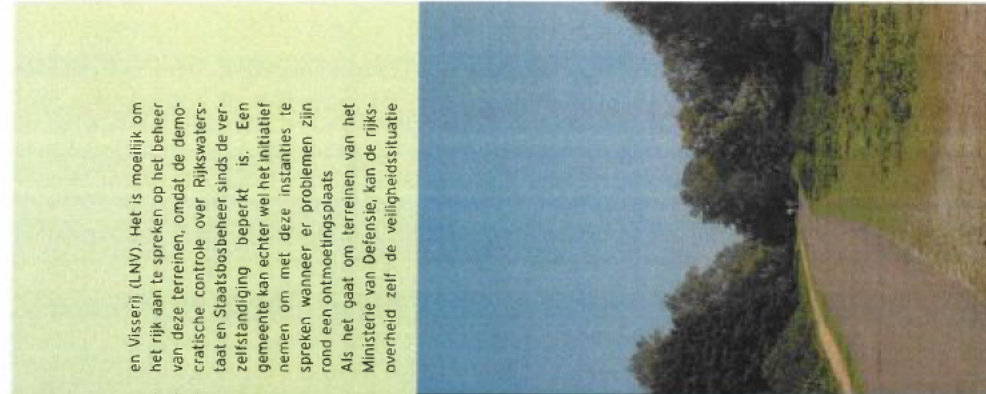 en Visserij (LNV). Het is moeilijk om
het rijk aan te spreken op het beheer
van deze terreinen, omdat de demo-
cratische controle over Rijkswaters-
taat en Staatsbosbeheer sinds de ver-
zelfstandiging beperkt is. Een
gemeente kan echter wel het initiatief
nemen om met deze instanties te
spreken wanneer er problemen zijn
rond een ontmoetingsplaats
Als het gaat om terreinen van het
Ministerie van Defensie, kan de rijks-
overheid zelf de veiligheidssituatie